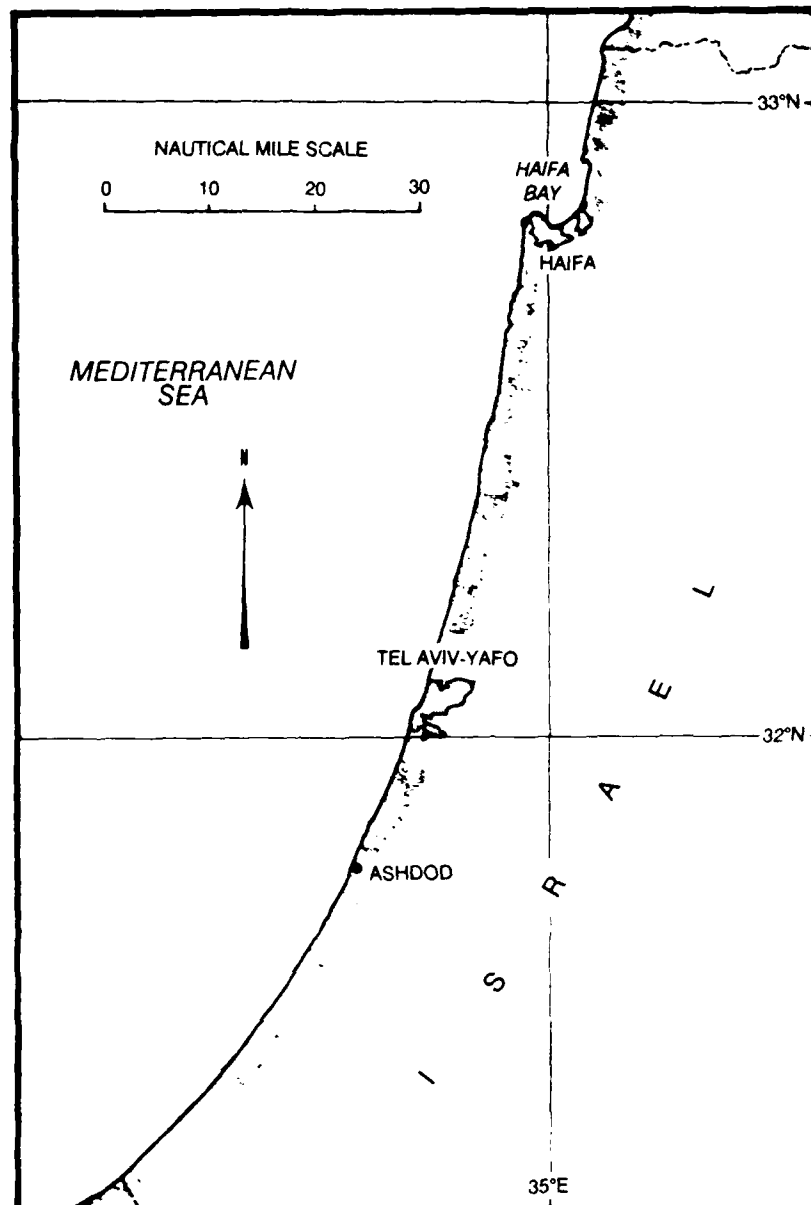 33°N
NAUTICAL MILE SCALE
0 10 20 30
HAIFA
BAY
HAIFA
MEDITERRANEAN
SEA
N
TEL AVIV-YAFO
32°N
ASHDOD
ISRAEL
35°E